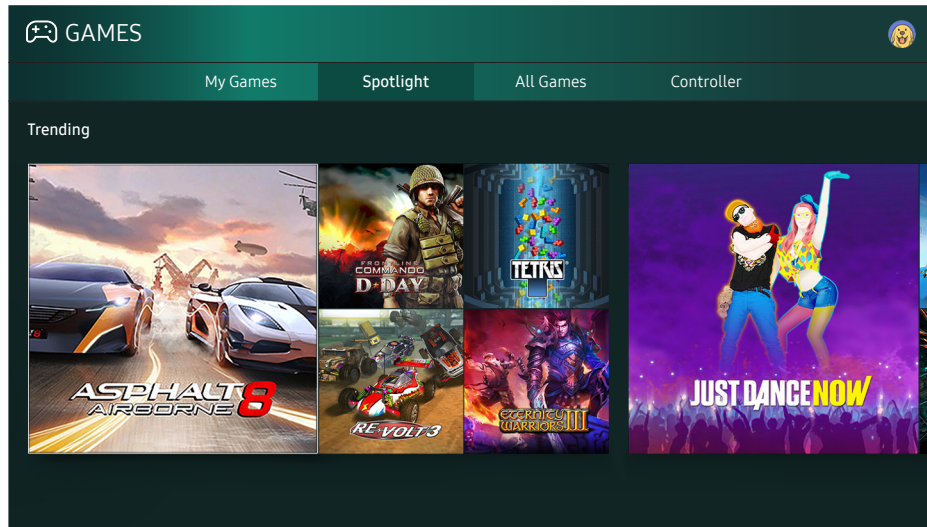 GAMES
My Games Spotlight All Games Controller
Trending
ASPHALT 8
AIRBORNE
FRONTLINE
COMMANDO
D-DAY
TETRIS
RE-VOLT 3
ETERNITY
WARRIORS III
JUST DANCE NOW